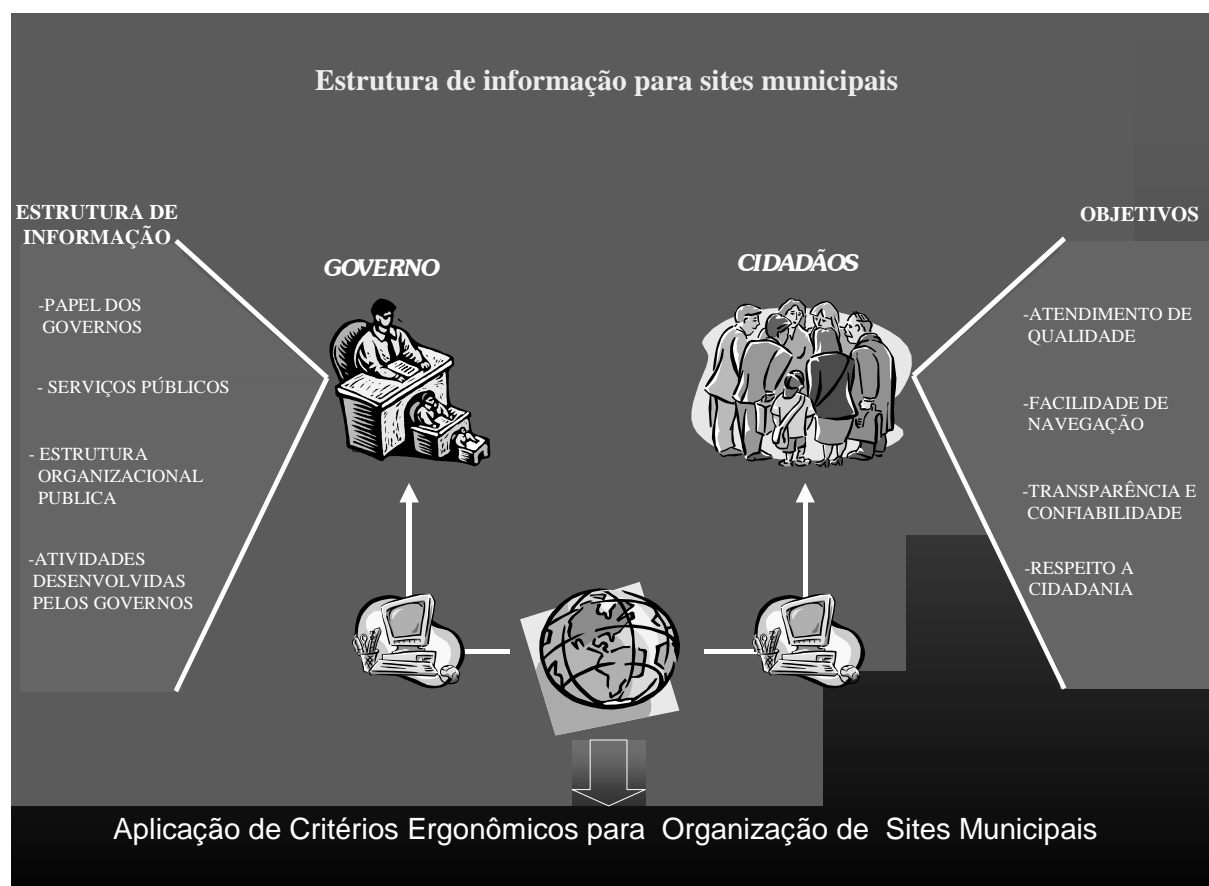 Estrutura de informação para sites municipais
ESTRUTURA DE
INFORMAÇÃO
-PAPEL DOS
GOVERNOS
- SERVIÇOS PÚBLICOS
- ESTRUTURA
ORGANIZACIONAL
PUBLICA
-ATIVIDADES
DESENVOLVIDAS
PELOS GOVERNOS
GOVERNO
CIDADÃOS
OBJETIVOS
-ATENDIMENTO DE
QUALIDADE
-FACILIDADE DE
NAVEGAÇÃO
-TRANSPARÊNCIA E
CONFIABILIDADE
-RESPEITO A
CIDADANIA
Aplicação de Critérios Ergonômicos para Organização de Sites Municipais